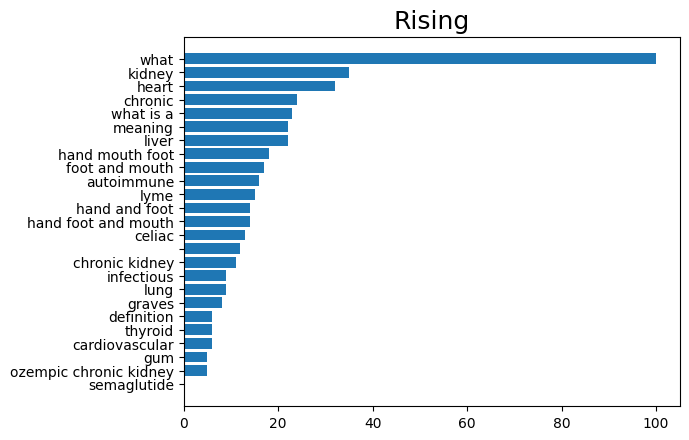 Rising
what
kidney
heart
chronic
what is a
meaning
liver
hand mouth foot
foot and mouth
autoimmune
lyme
hand and foot
hand foot and mouth
celiac
chronic kidney
infectious
lung
graves
definition
thyroid
cardiovascular
gum
ozempic chronic kidney
semaglutide
0 20 40 60 80 100